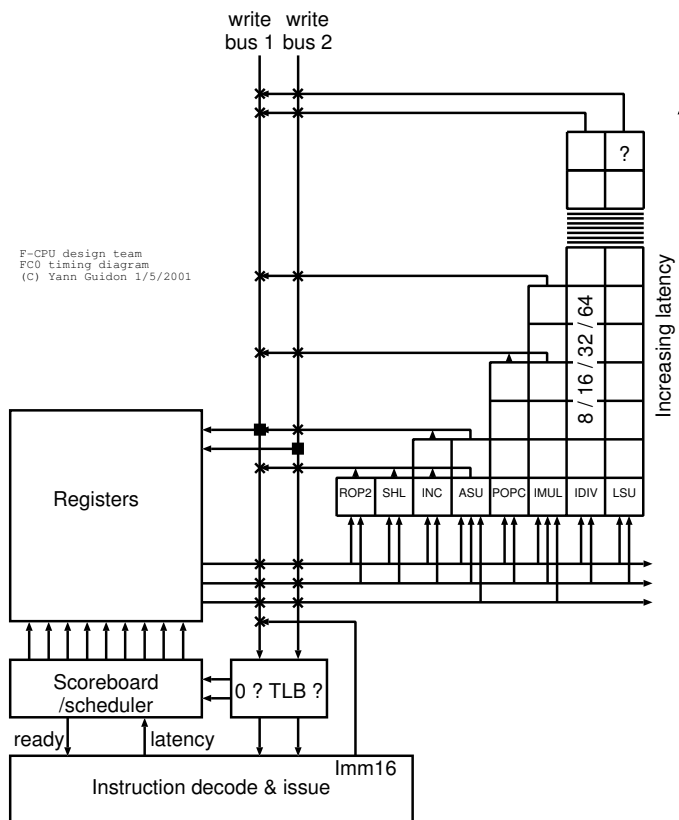 write
bus 1
write
bus 2
?
F-CPU design team
FC0 timing diagram
(C) Yann Guidon 1/5/2001
Increasing latency
8 / 16 / 32 / 64
ROP2
SHL
INC
ASU
POPC
IMUL
IDIV
LSU
Registers
Scoreboard
/scheduler
0 ? TLB ?
ready
latency
Imm16
Instruction decode & issue